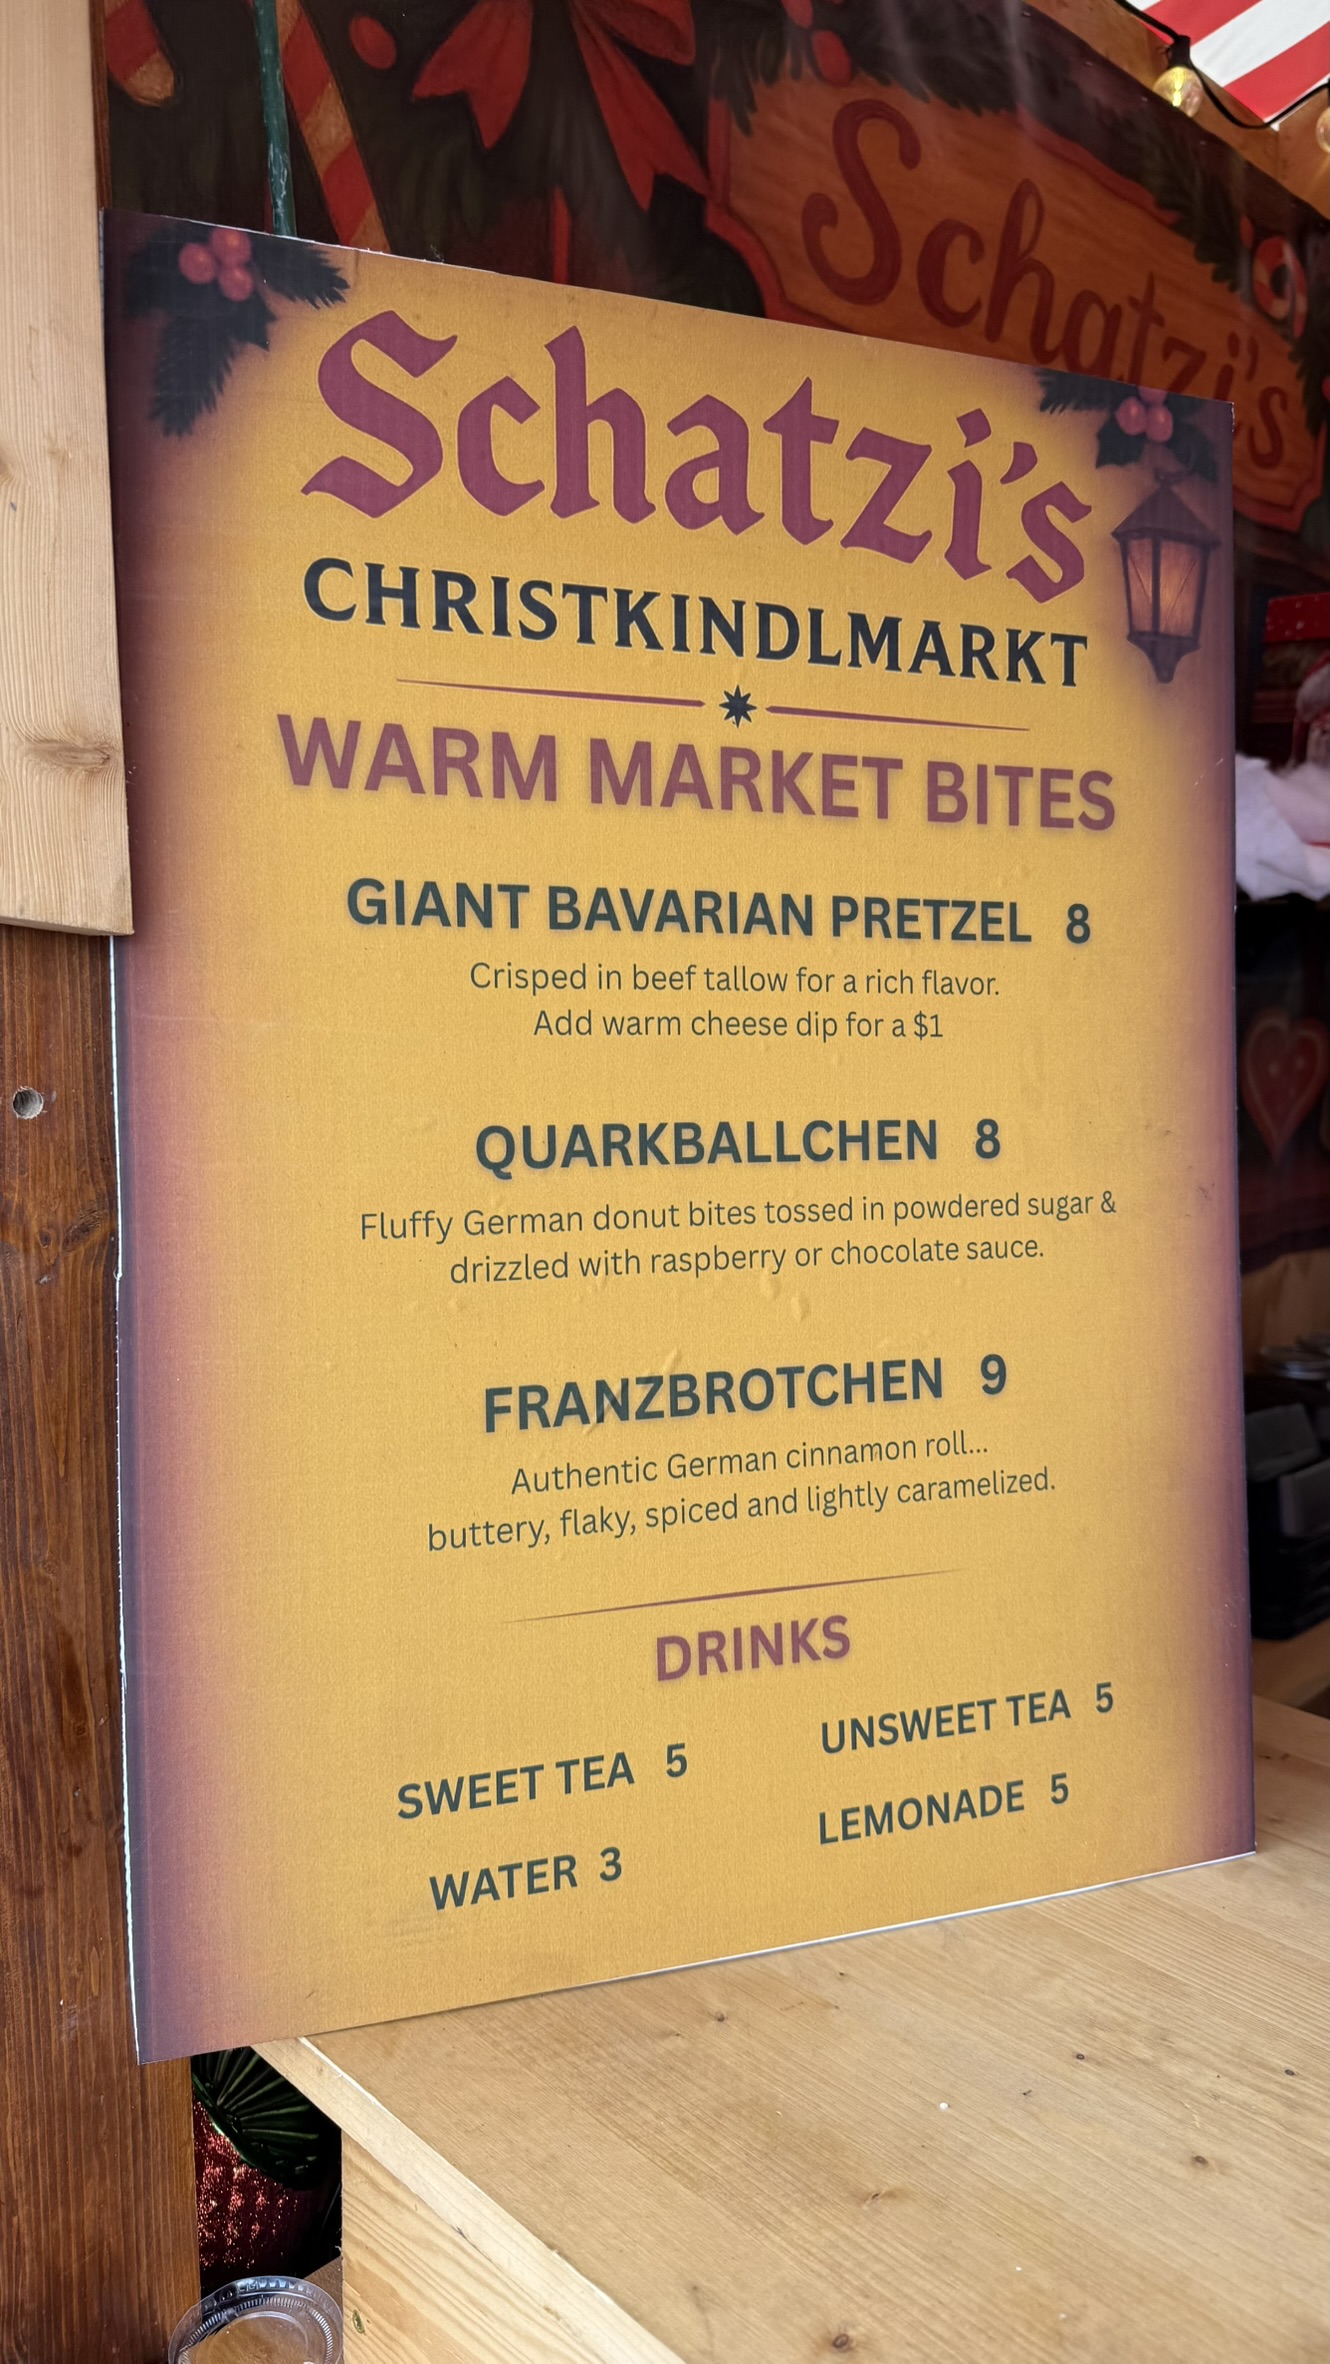 Schatzi's
Schatzi's
CHRISTKINDLMARKT
WARM MARKET BITES
GIANT BAVARIAN PRETZEL 8
Crisped in beef tallow for a rich flavor.
Add warm cheese dip for a $1
QUARKBALLCHEN 8
Fluffy German donut bites tossed in powdered sugar &
drizzled with raspberry or chocolate sauce.
FRANZBROTCHEN 9
Authentic German cinnamon roll...
buttery, flaky, spiced and lightly caramelized.
DRINKS
SWEET TEA 5
UNSWEET TEA 5
WATER 3
LEMONADE 5